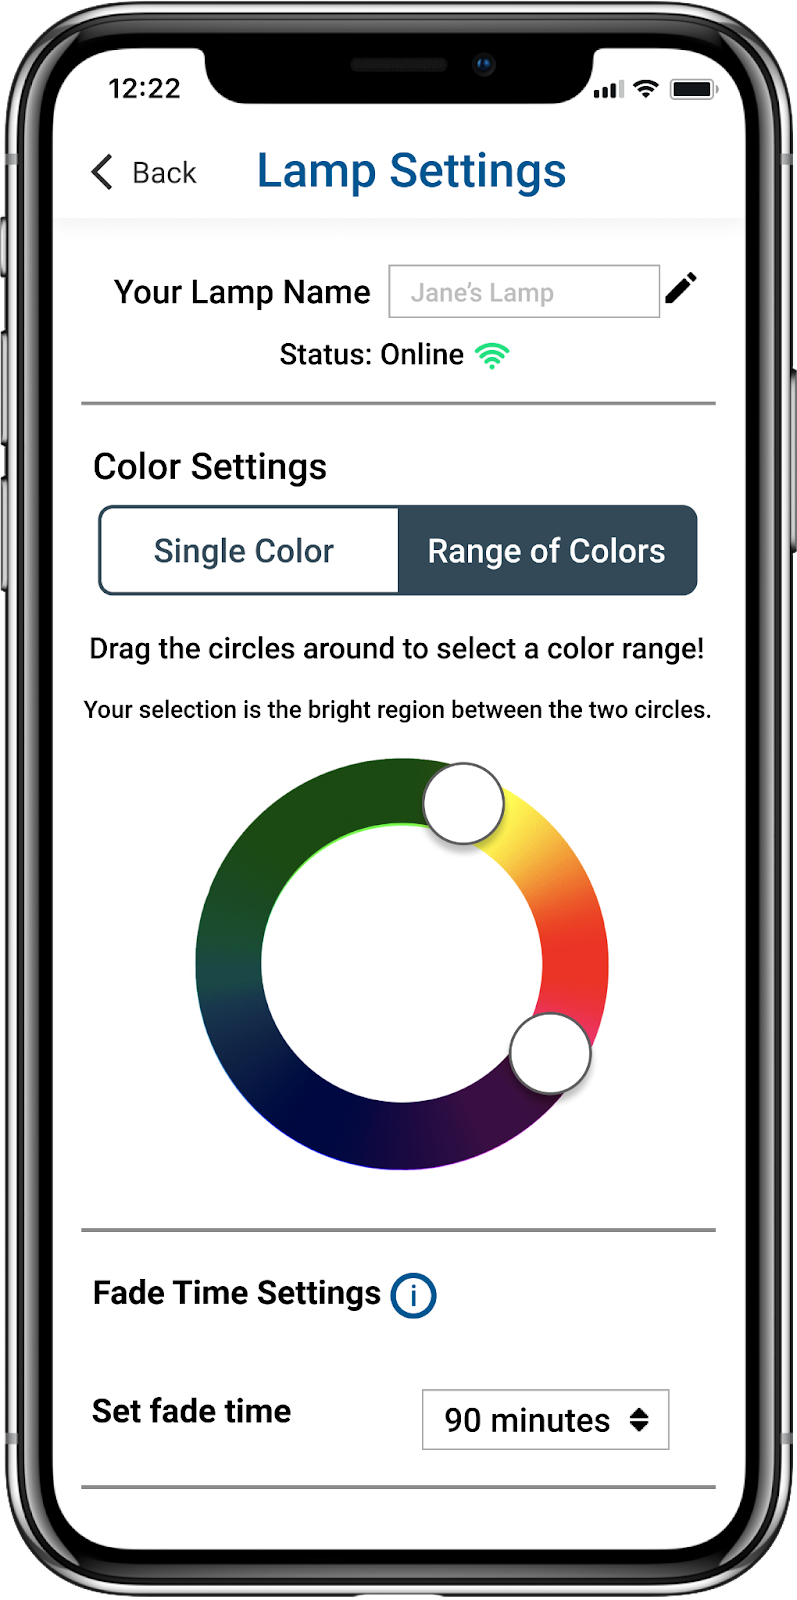 12:22
Back
Lamp Settings
Your Lamp Name
Jane’s Lamp
Status: Online
Color Settings
Single Color
Range of Colors
Drag the circles around to select a color range!
Your selection is the bright region between the two circles.
Fade Time Settings i
Set fade time
90 minutes